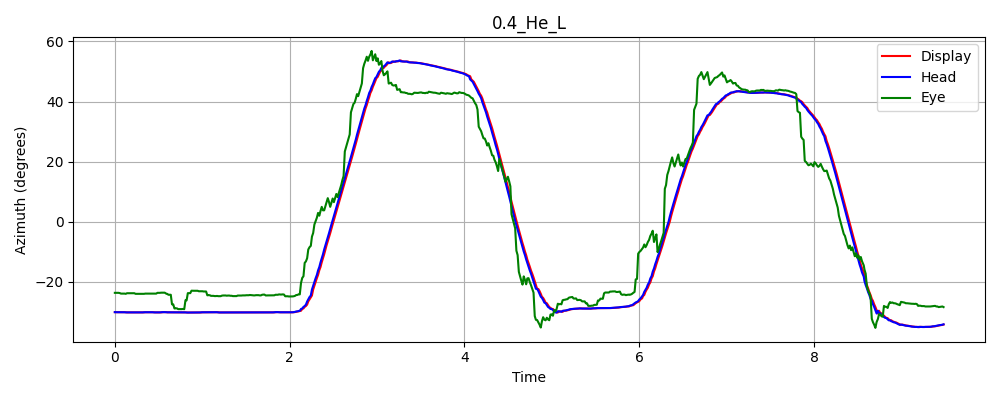 0.4_He_L
Display
Head
Eye
Azimuth (degrees)
60
40
20
0
−20
0 2 4 6 8
Time